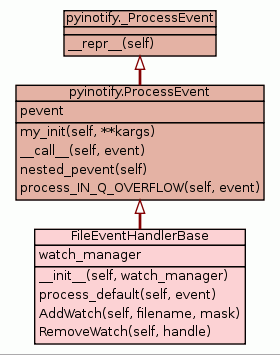 pyinotify._ProcessEvent
__repr__(self)
pyinotify.ProcessEvent
pevent
my_init(self, **kargs)
__call__(self, event)
nested_pevent(self)
process_IN_Q_OVERFLOW(self, event)
FileEventHandlerBase
watch_manager
__init__(self, watch_manager)
process_default(self, event)
AddWatch(self, filename, mask)
RemoveWatch(self, handle)